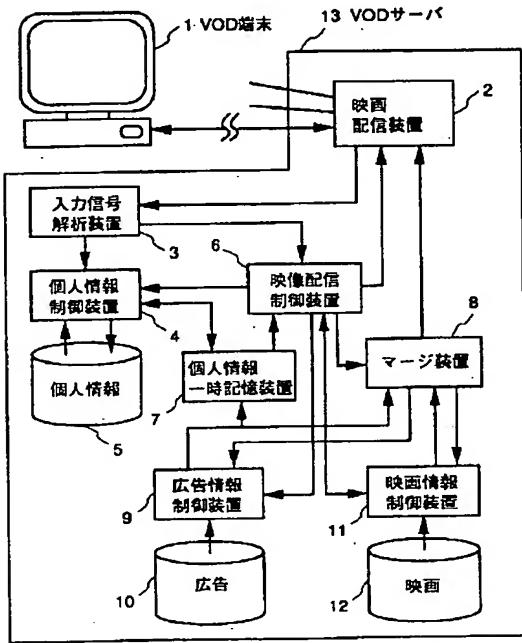 1 VOD端末
13 VODサーバ
映画
配信装置
2
入力信号
解析装置
3
6
映像配信
制御装置
個人情報
制御装置
4
8
マージ装置
個人情報
一時記憶装置
7
個人情報
5
広告情報
制御装置
9
映画情報
制御装置
11
広告
10
映画
12